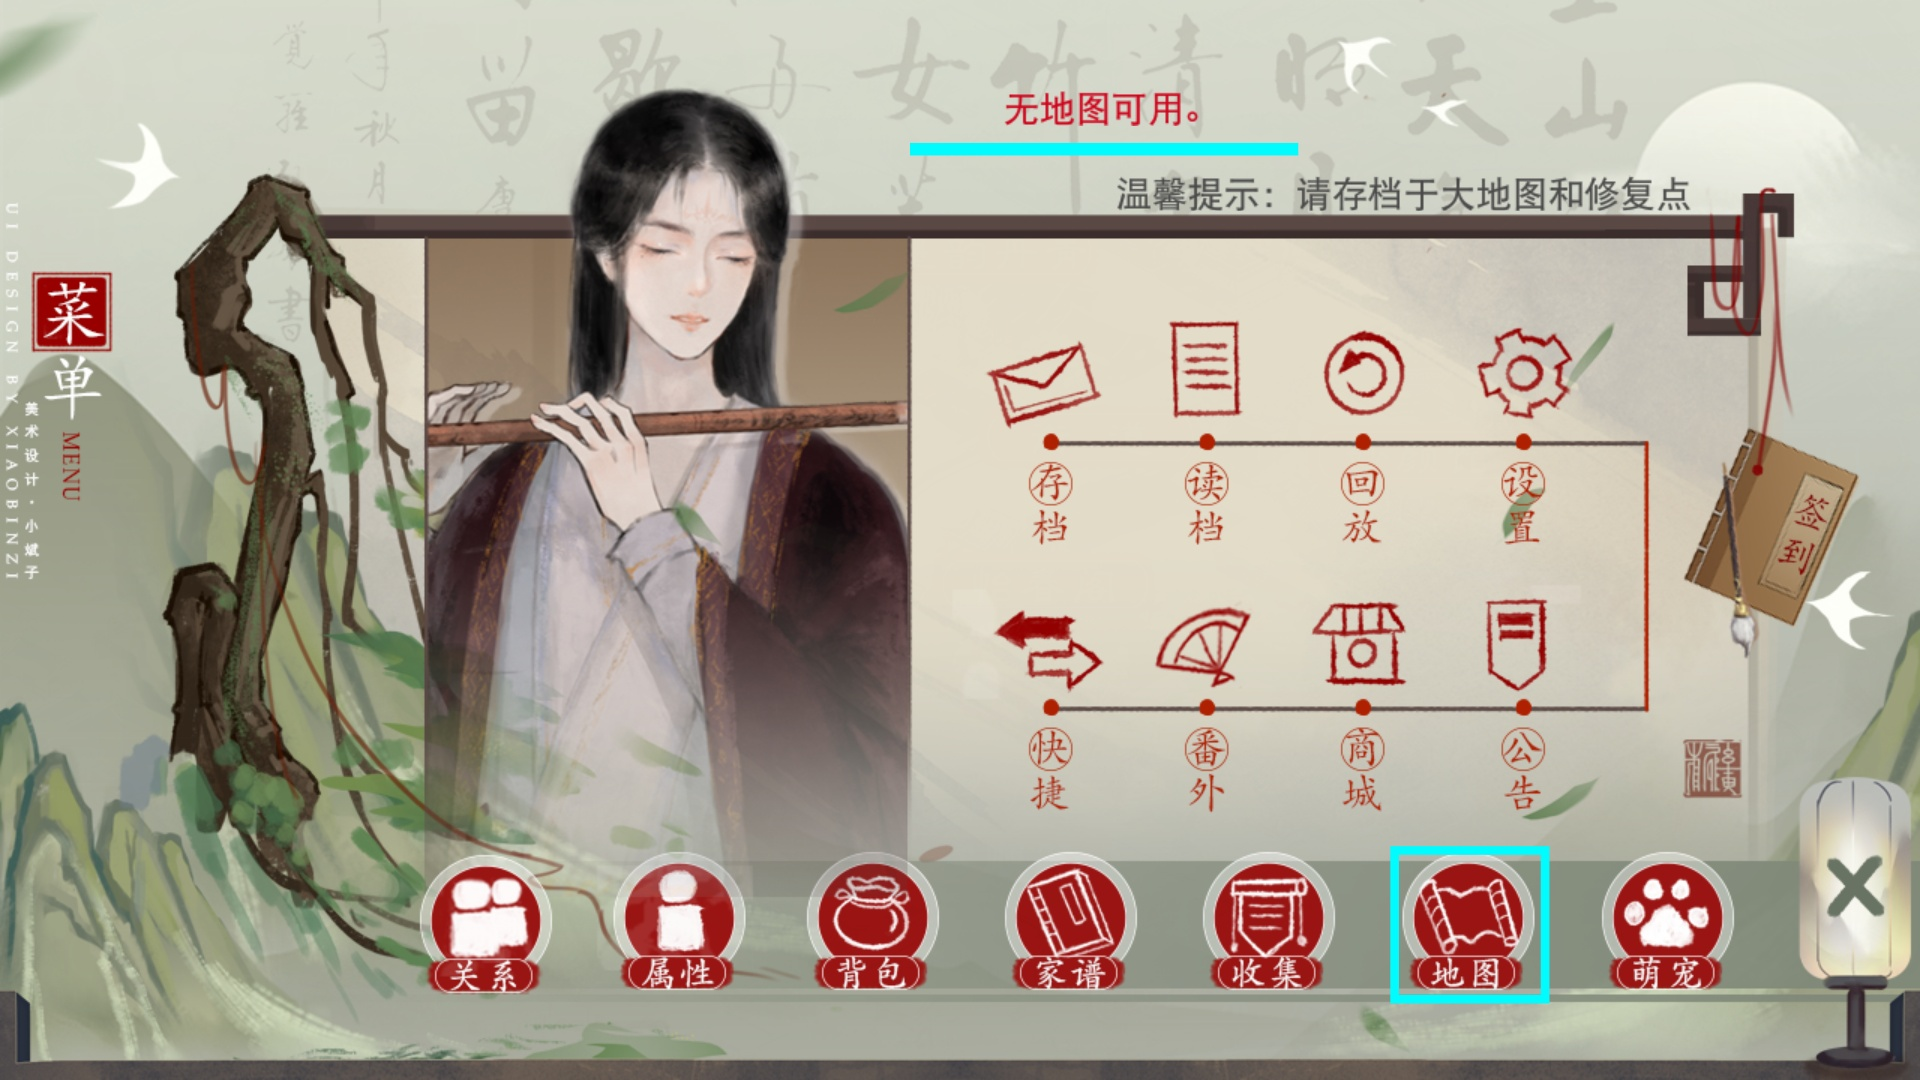 无地图可用。
温馨提示：请存档于大地图和修复点
菜单
MENU
美术设计·小斌子
UI DESIGN BY XIAOBINZI
存档
读档
回放
设置
签到
快捷
番外
商城
公告
关系
属性
背包
家谱
收集
地图
萌宠